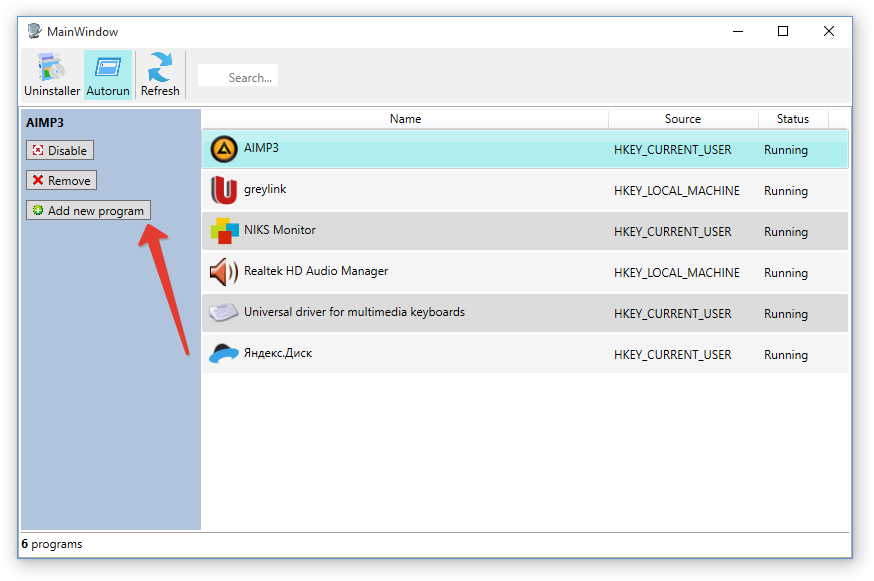 MainWindow
Uninstaller Autorun Refresh Search...
AIMP3
Disable
Remove
Add new program
Name Source Status
AIMP3 HKEY_CURRENT_USER Running
greylink HKEY_LOCAL_MACHINE Running
NIKS Monitor HKEY_CURRENT_USER Running
Realtek HD Audio Manager HKEY_LOCAL_MACHINE Running
Universal driver for multimedia keyboards HKEY_CURRENT_USER Running
Яндекс.Диск HKEY_CURRENT_USER Running
6 programs